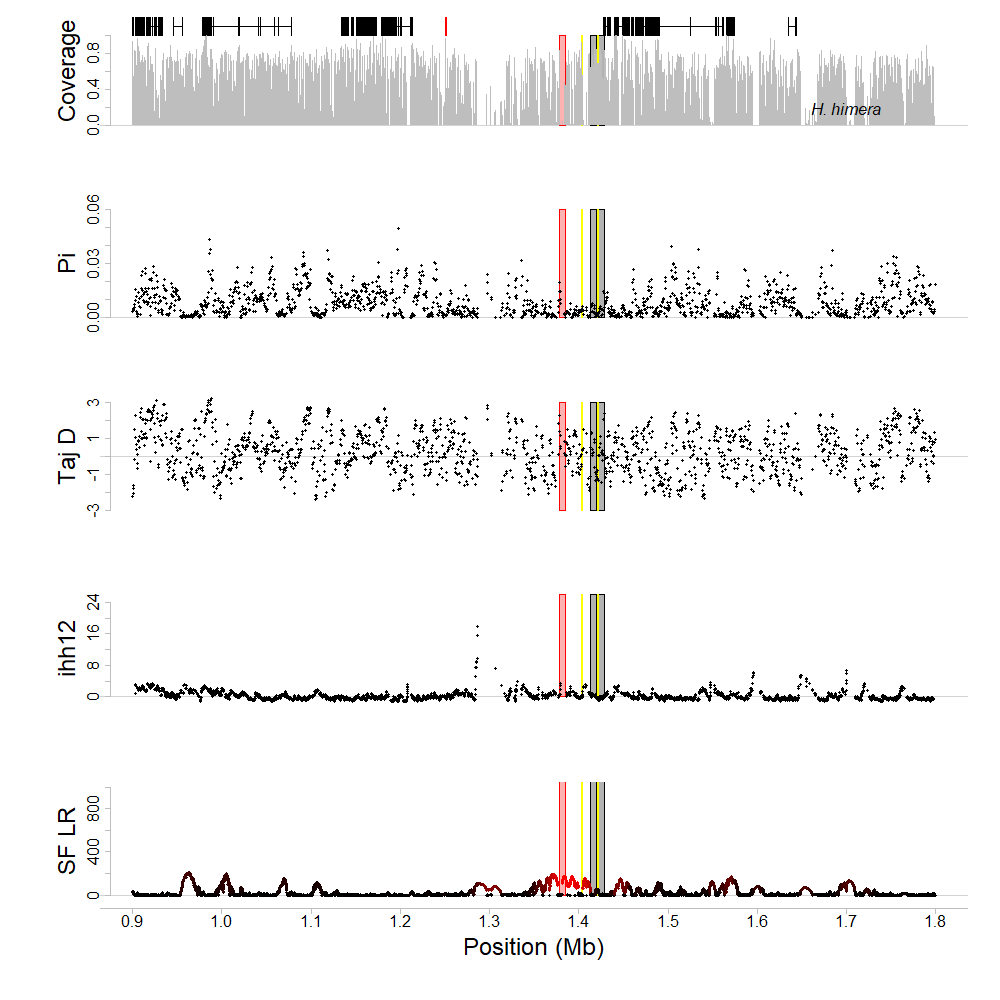 Coverage
0.0 0.4 0.8
H. himera
Pi
0.00 0.03 0.06
Taj D
-3 -1 1 3
ihh12
0 8 16 24
SF LR
0 400 800
0.9 1.0 1.1 1.2 1.3 1.4 1.5 1.6 1.7 1.8
Position (Mb)